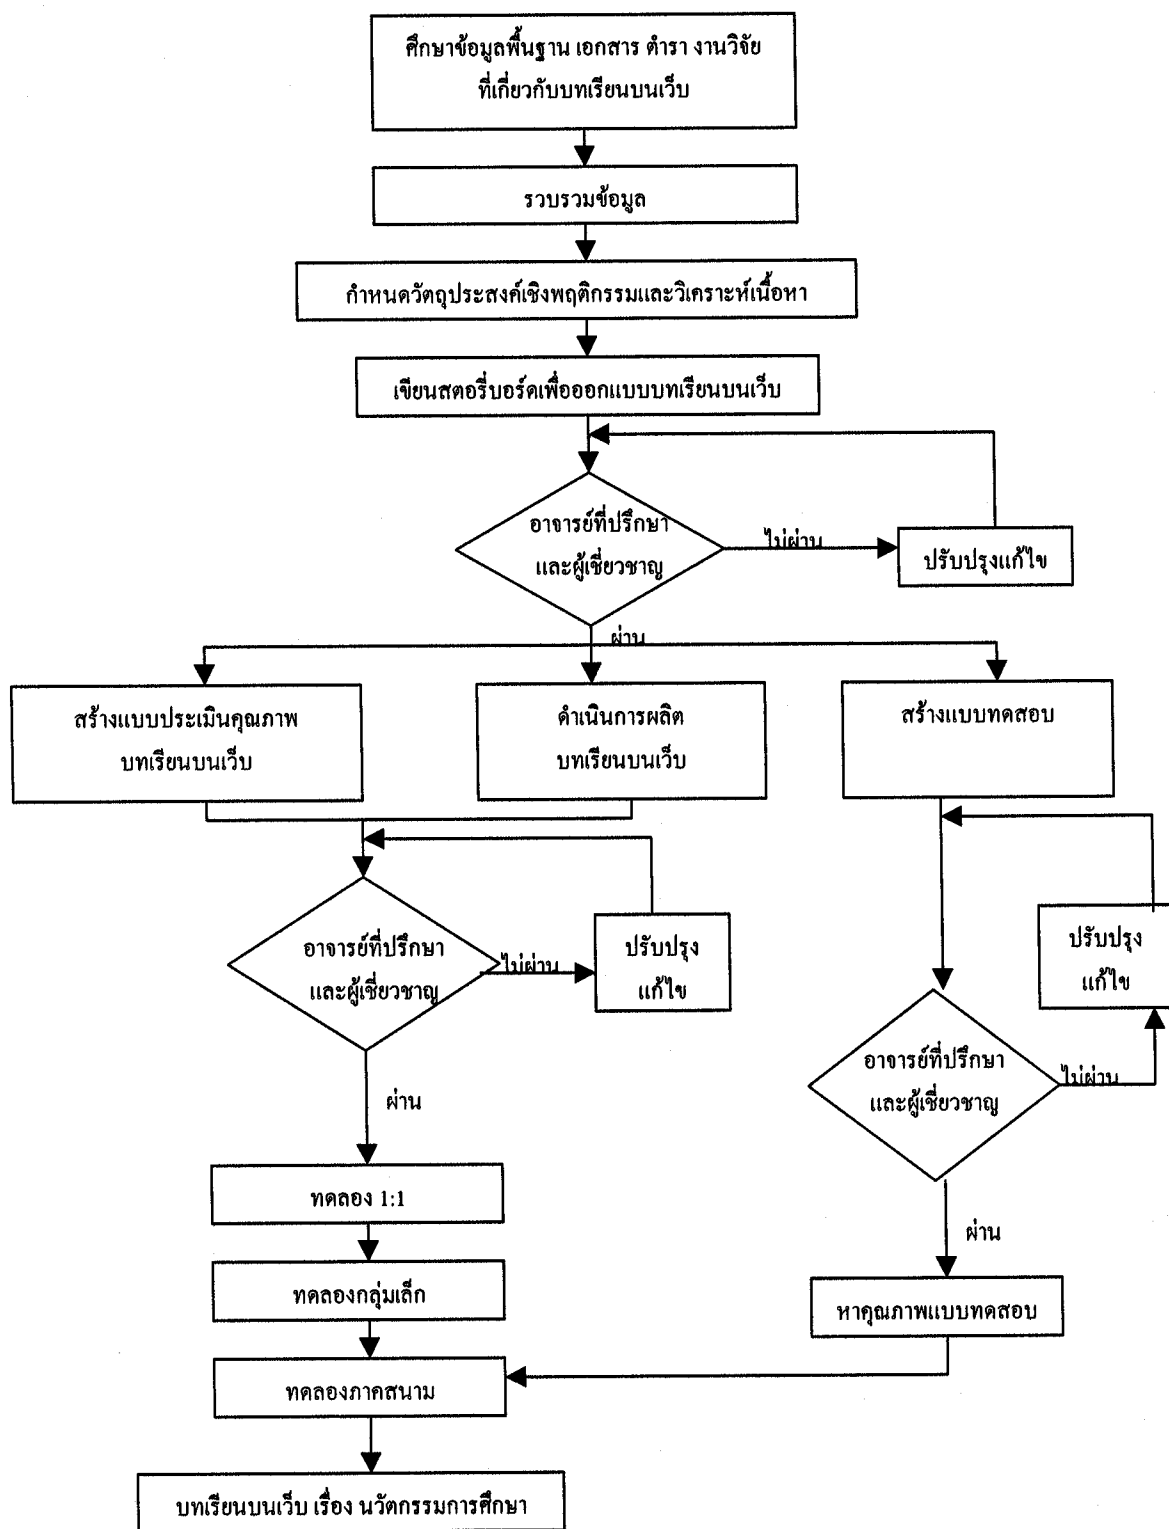 ศึกษาข้อมูลพื้นฐาน เอกสาร ตำรา งานวิจัย
ที่เกี่ยวกับบทเรียนบนเว็บ
รวบรวมข้อมูล
กำหนดวัตถุประสงค์เชิงพฤติกรรมและวิเคราะห์เนื้อหา
เขียนสตอรี่บอร์ดเพื่อออกแบบบทเรียนบนเว็บ
อาจารย์ที่ปรึกษา
และผู้เชี่ยวชาญ
ไม่ผ่าน
ปรับปรุงแก้ไข
ผ่าน
สร้างแบบประเมินคุณภาพ
บทเรียนบนเว็บ
ดำเนินการผลิต
บทเรียนบนเว็บ
สร้างแบบทดสอบ
อาจารย์ที่ปรึกษา
และผู้เชี่ยวชาญ
ไม่ผ่าน
ปรับปรุง
แก้ไข
ปรับปรุง
แก้ไข
อาจารย์ที่ปรึกษา
และผู้เชี่ยวชาญ
ไม่ผ่าน
ผ่าน
ทดลอง 1:1
ผ่าน
ทดลองกลุ่มเล็ก
หาคุณภาพแบบทดสอบ
ทดลองภาคสนาม
บทเรียนบนเว็บ เรื่อง นวัตกรรมการศึกษา